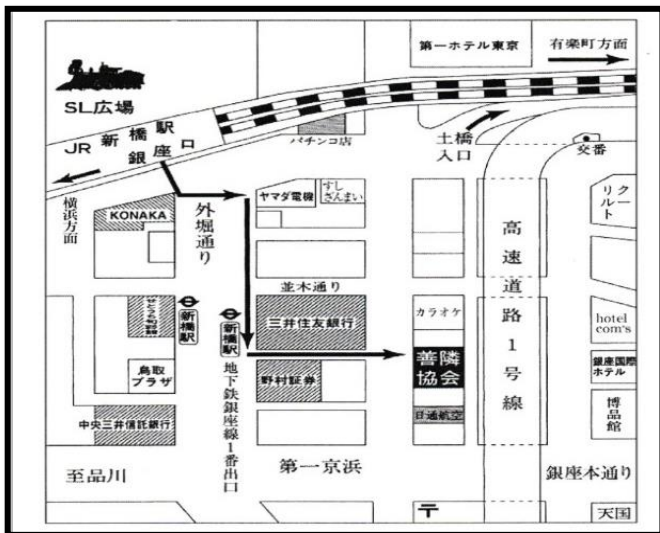 第一ホテル東京
有楽町方面
SL広場
JR 新橋駅
銀座口
パチンコ店
土橋
入口
交番
横浜方面
KONAKA
外堀通り
ヤマダ電機
すし
ざんまい
高速道路1号線
リクルート
並木通り
新橋駅
新橋駅
三井住友銀行
カラオケ
hotel
com's
鳥取
プラザ
地下鉄銀座線1番出口
野村証券
善隣
協会
銀座国際
ホテル
日通航空
博品館
中央三井信託銀行
至品川
第一京浜
銀座本通り
〒
天国